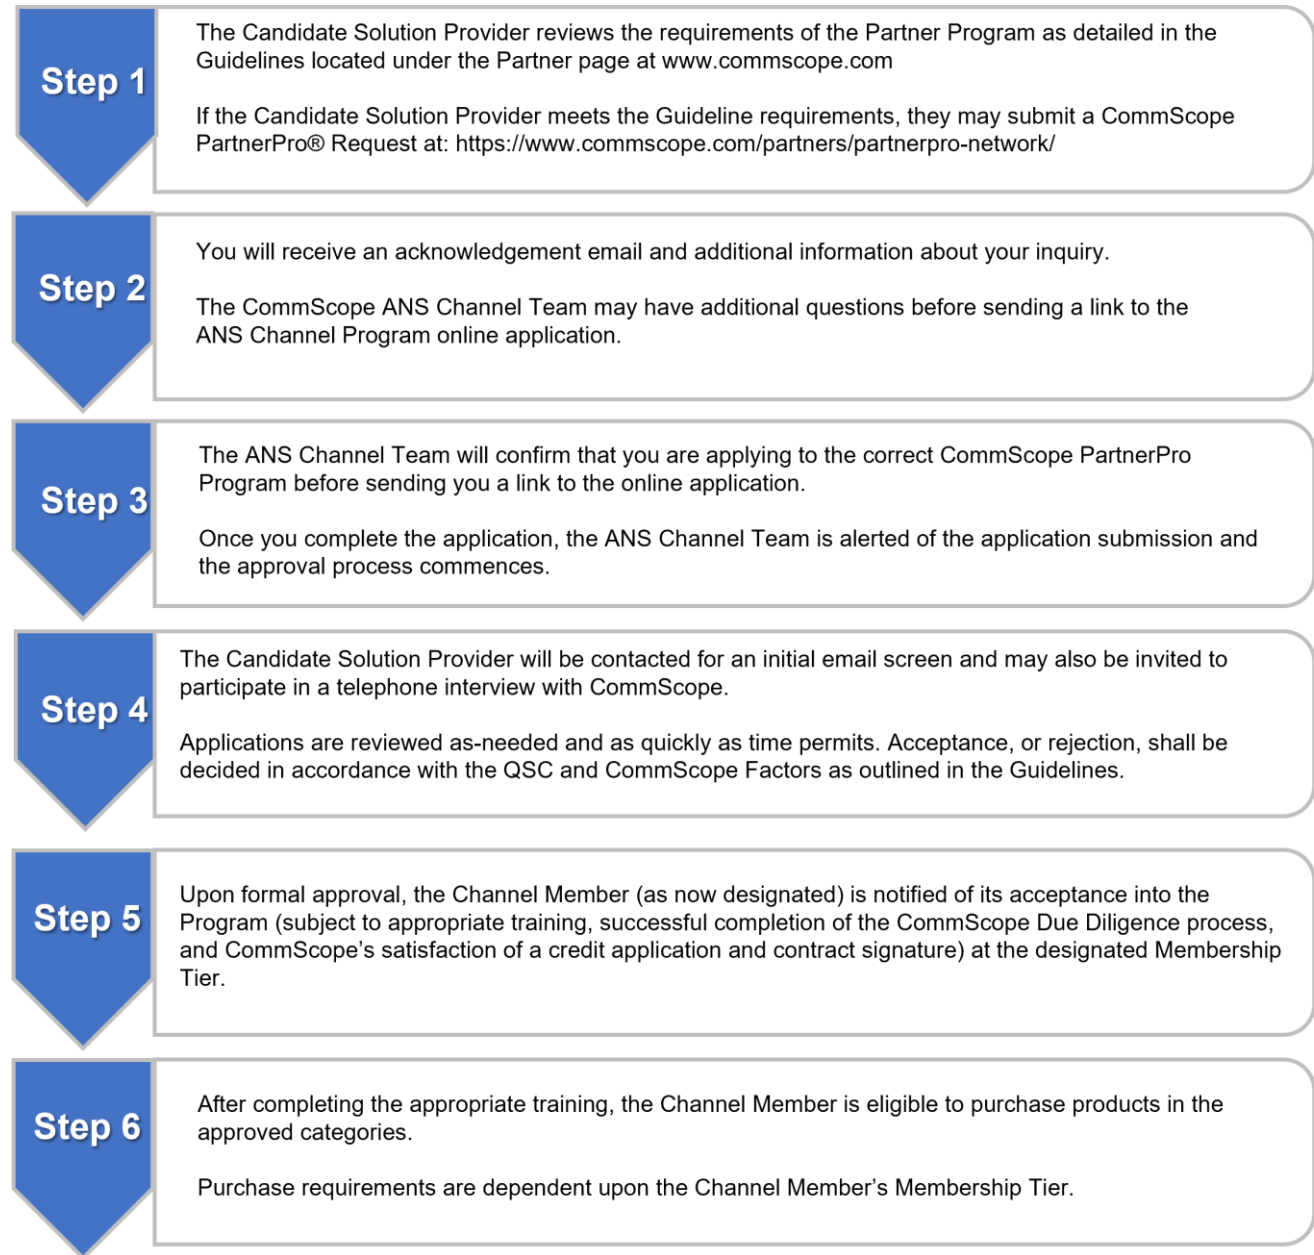 Step 1
The Candidate Solution Provider reviews the requirements of the Partner Program as detailed in the
Guidelines located under the Partner page at www.commscope.com
If the Candidate Solution Provider meets the Guideline requirements, they may submit a CommScope
PartnerPro® Request at: https://www.commscope.com/partners/partnerpro-network/
Step 2
You will receive an acknowledgement email and additional information about your inquiry.
The CommScope ANS Channel Team may have additional questions before sending a link to the
ANS Channel Program online application.
Step 3
The ANS Channel Team will confirm that you are applying to the correct CommScope PartnerPro
Program before sending you a link to the online application.
Once you complete the application, the ANS Channel Team is alerted of the application submission and
the approval process commences.
Step 4
The Candidate Solution Provider will be contacted for an initial email screen and may also be invited to
participate in a telephone interview with CommScope.
Applications are reviewed as-needed and as quickly as time permits. Acceptance, or rejection, shall be
decided in accordance with the QSC and CommScope Factors as outlined in the Guidelines.
Step 5
Upon formal approval, the Channel Member (as now designated) is notified of its acceptance into the
Program (subject to appropriate training, successful completion of the CommScope Due Diligence process,
and CommScope's satisfaction of a credit application and contract signature) at the designated Membership
Tier.
Step 6
After completing the appropriate training, the Channel Member is eligible to purchase products in the
approved categories.
Purchase requirements are dependent upon the Channel Member's Membership Tier.